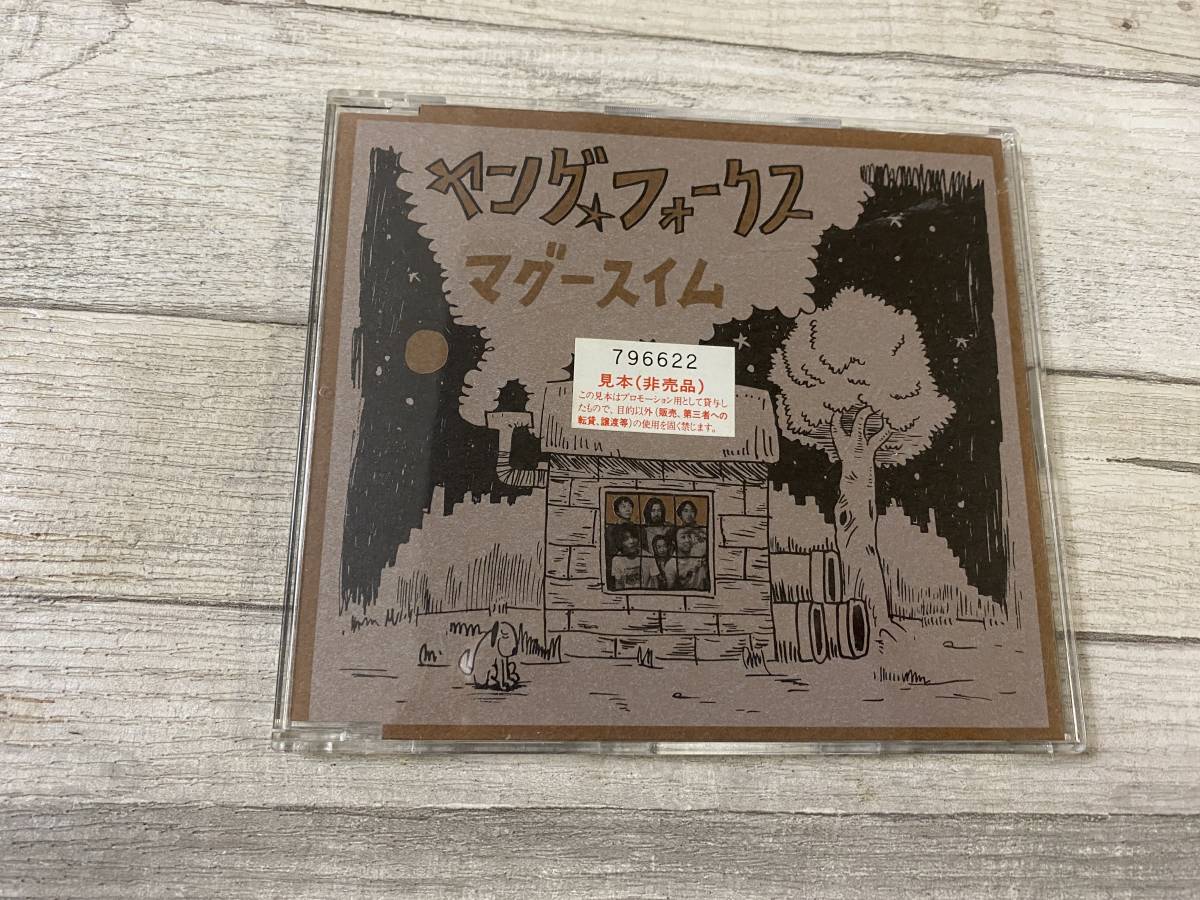 ヤング★フォークス
マグースイム
796622
見本(非売品)
この見本はプロモーション用として貸与し
たもので、目的以外(販売、第三者への
転貸、譲渡等)の使用を固く禁じます。